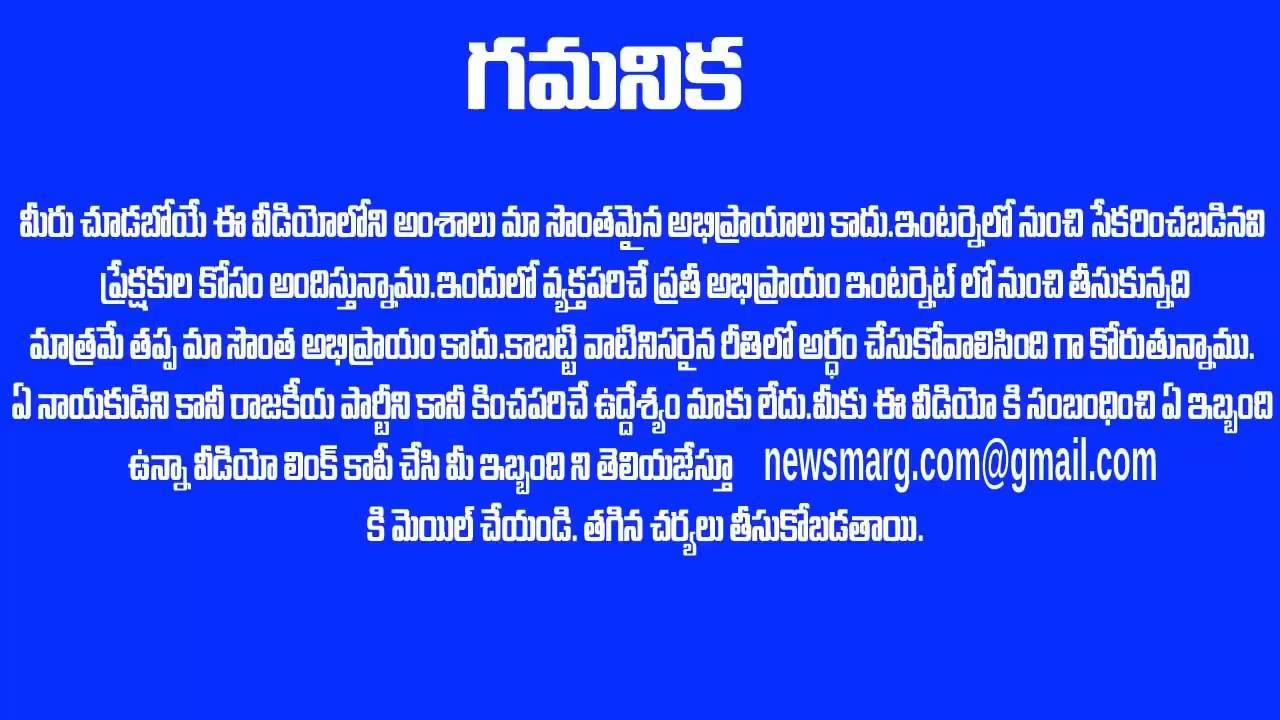 గమనిక
మీరు చూడబోయే ఈ వీడియోలోని అంశాలు మా సొంతమైన అభిప్రాయాలు కాదు.ఇంటర్నెలో నుంచి సేకరించబడినవి
ప్రేక్షకుల కోసం అందిస్తున్నాము.ఇందులో వ్యక్తపరిచే ప్రతీ అభిప్రాయం ఇంటర్నెట్ లో నుంచి తీసుకున్నది
మాత్రమే తప్ప మా సొంత అభిప్రాయం కాదు.కాబట్టి వాటినిసరైన రీతిలో అర్ధం చేసుకోవాలిసింది గా కోరుతున్నాము.
ఏ నాయకుడిని కానీ రాజకీయ పార్టీని కానీ కించపరిచే ఉద్దేశ్యం మాకు లేదు.మీకు ఈ వీడియో కి సంబంధించి ఏ ఇబ్బంది
ఉన్నా వీడియో లింక్ కాపీ చేసి మీ ఇబ్బంది ని తెలియజేస్తూ newsmarg.com@gmail.com
కి మెయిల్ చేయండి. తగిన చర్యలు తీసుకోబడతాయి.